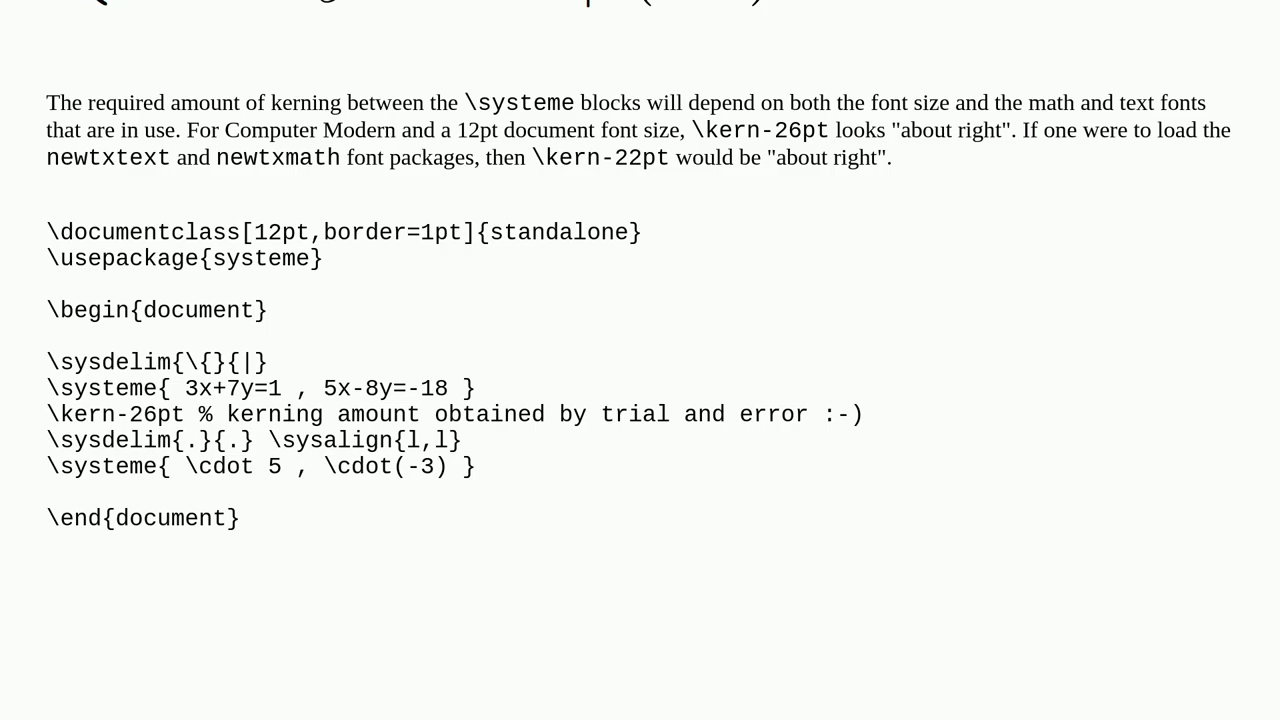 The required amount of kerning between the \systeme blocks will depend on both the font size and the math and text fonts
that are in use. For Computer Modern and a 12pt document font size, \kern-26pt looks "about right". If one were to load the
newtxtext and newtxmath font packages, then \kern-22pt would be "about right".
\documentclass[12pt,border=1pt]{standalone}
\usepackage{systeme}
\begin{document}
\sysdelim{\{}{|}
\systeme{ 3x+7y=1 , 5x-8y=-18 }
\kern-26pt % kerning amount obtained by trial and error :-)
\sysdelim{.}{.} \sysalign{l,l}
\systeme{ \cdot 5 , \cdot(-3) }
\end{document}